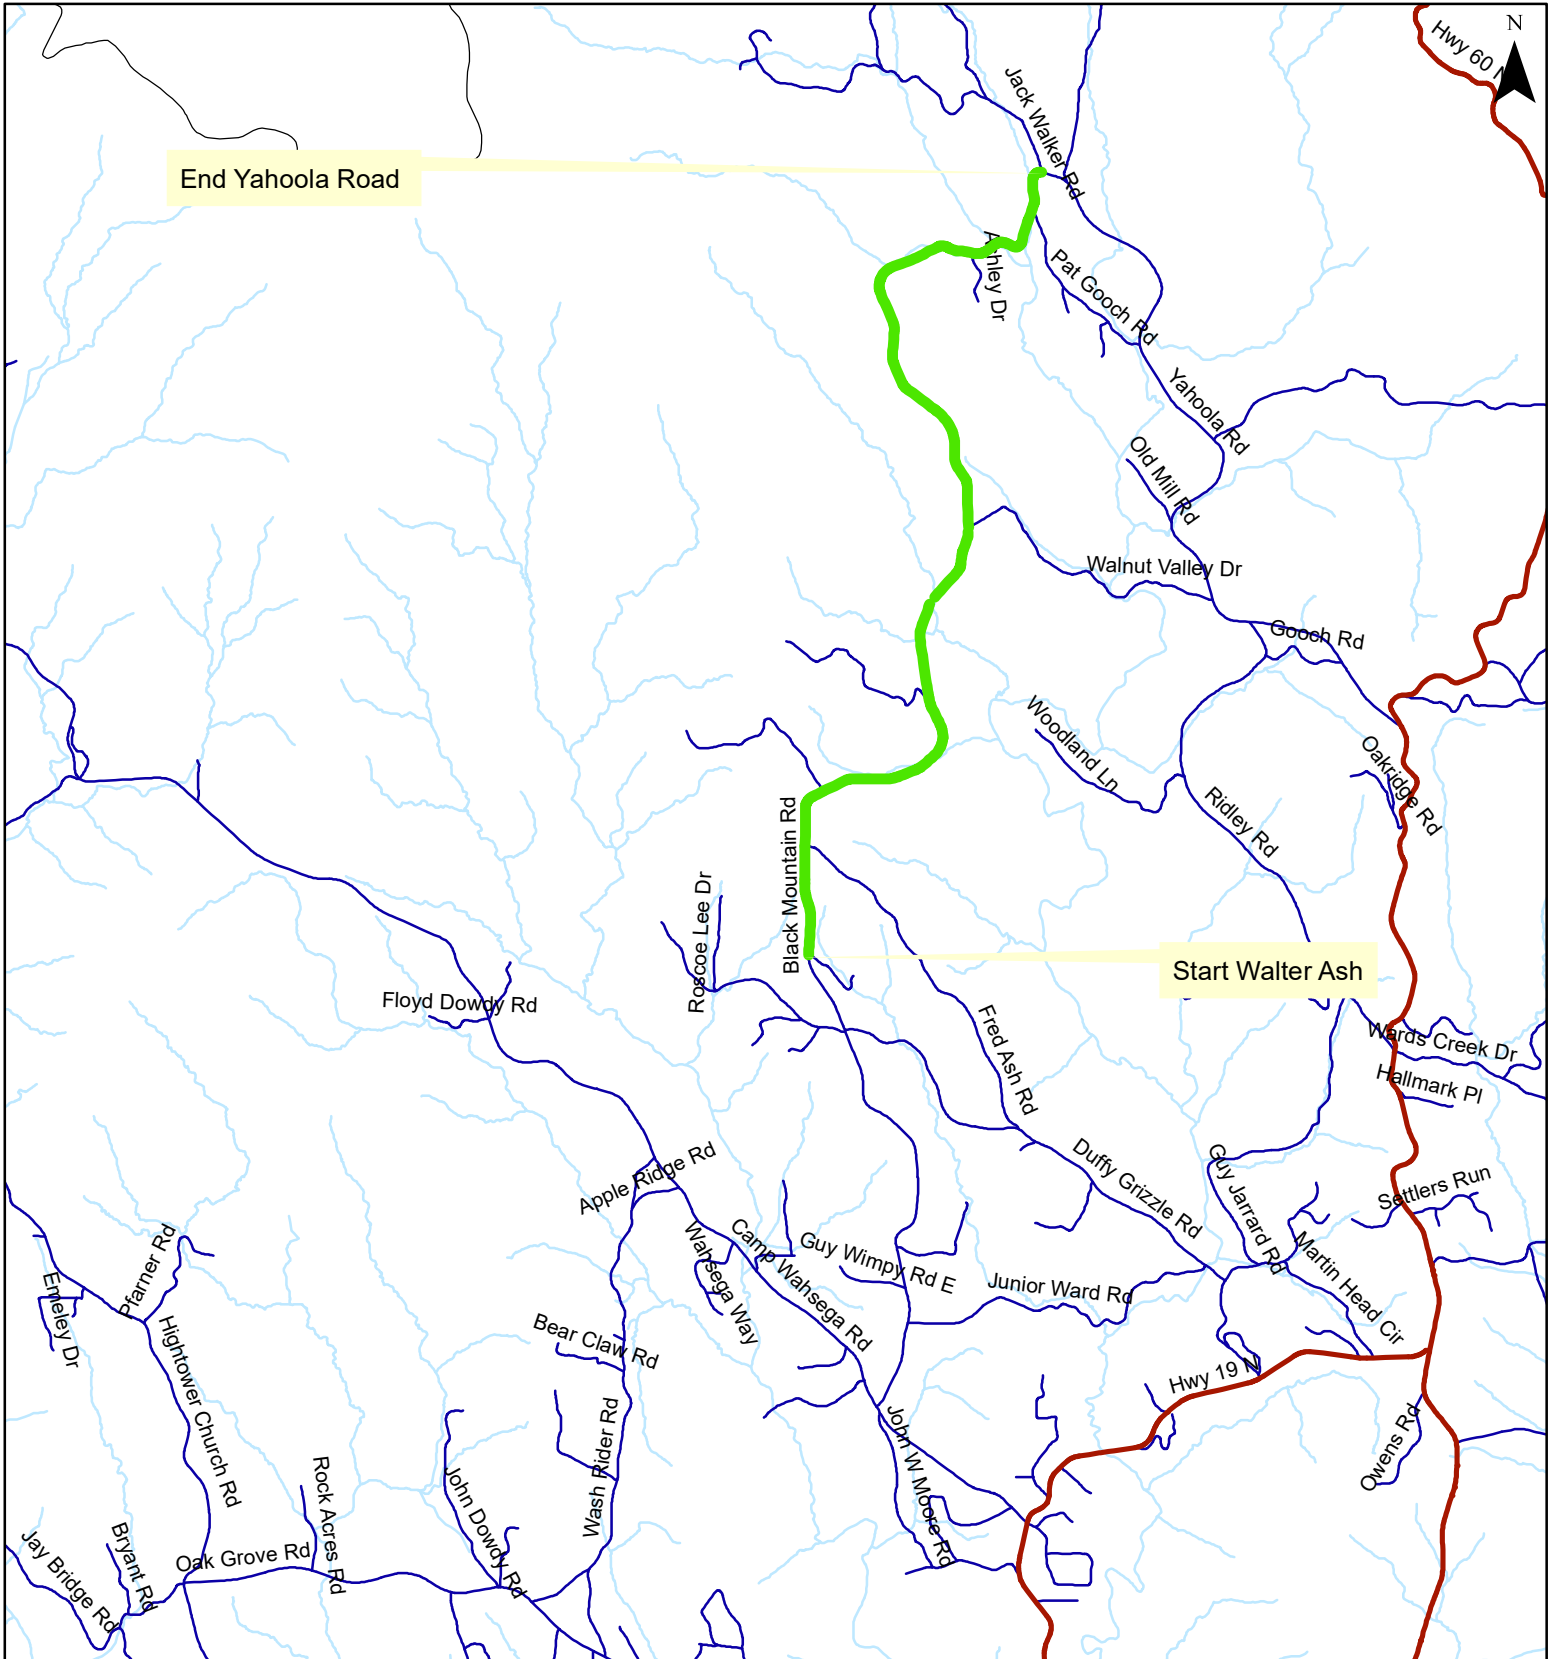 N
Hwy 60 N
Jack Walker Rd
End Yahoola Road
Ashley Dr
Pat Gooch Rd
Yahoola Rd
Old Mill Rd
Walnut Valley Dr
Gooch Rd
Woodland Ln
Oakridge Rd
Ridley Rd
Black Mountain Rd
Roscoe Lee Dr
Start Walter Ash
Floyd Dowdy Rd
Fred Ash Rd
Wards Creek Dr
Hallmark Pl
Apple Ridge Rd
Duffy Grizzle Rd
Guy Jarrard Rd
Settlers Run
Pfarner Rd
Wahsega Way
Camp Wahsega Rd
Guy Wimpy Rd E
Junior Ward Rd
Martin Head Cir
Emeley Dr
Hightower Church Rd
Bear Claw Rd
Hwy 19 N
Wash Rider Rd
John W Moore Rd
Owens Rd
Rock Acres Rd
John Dowdy Rd
Jay Bridge Rd
Bryant Rd
Oak Grove Rd